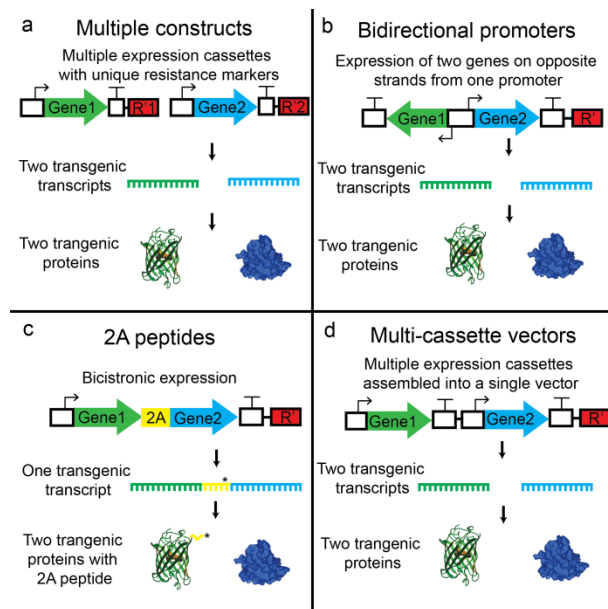 a
Multiple constructs
Multiple expression cassettes
with unique resistance markers
Gene1 R'1 Gene2 R'2
Two transgenic
transcripts
Two trangenic
proteins
b
Bidirectional promoters
Expression of two genes on opposite
strands from one promoter
Gene1 Gene2 R'
Two transgenic
transcripts
Two trangenic
proteins
c
2A peptides
Bicistronic expression
Gene1 2A Gene2 R'
One transgenic
transcript
*
Two trangenic
proteins with
2A peptide
*
d
Multi-cassette vectors
Multiple expression cassettes
assembled into a single vector
Gene1 Gene2 R'
Two transgenic
transcripts
Two trangenic
proteins